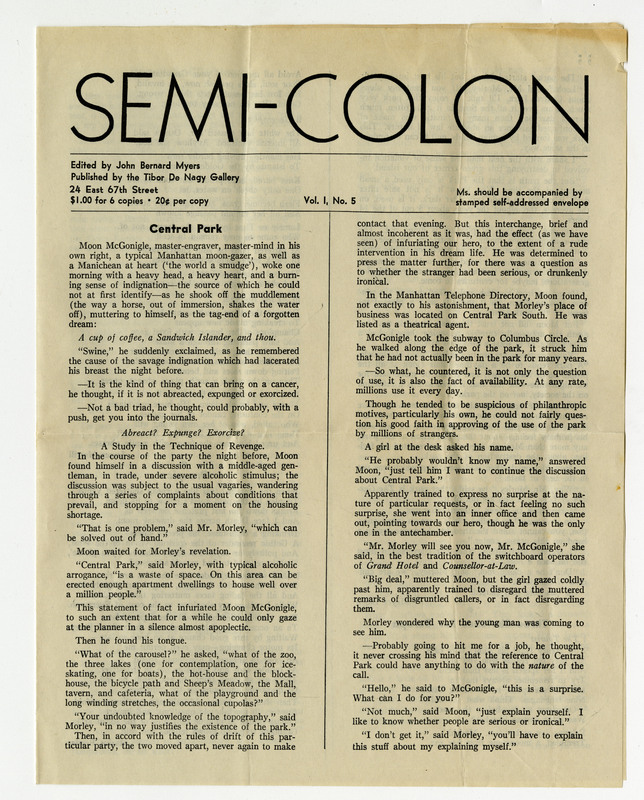 SEMI-COLON
Edited by John Bernard Myers
Published by the Tibor De Nagy Gallery
24 East 67th Street
$1.00 for 6 copies • 20¢ per copy
Vol. I, No. 5
Ms. should be accompanied by
stamped self-addressed envelope
Central Park
Moon McGonigle, master-engraver, master-mind in his
own right, a typical Manhattan moon-gazer, as well as
a Manichean at heart ('the world a smudge'), woke one
morning with a heavy head, a heavy heart, and a burn-
ing sense of indignation—the source of which he could
not at first identify—as he shook off the muddlement
(the way a horse, out of immersion, shakes the water
off), muttering to himself, as the tag-end of a forgotten
dream:
A cup of coffee, a Sandwich Islander, and thou.
"Swine," he suddenly exclaimed, as he remembered
the cause of the savage indignation which had lacerated
his breast the night before.
—It is the kind of thing that can bring on a cancer,
he thought, if it is not abreacted, expunged or exorcized.
—Not a bad triad, he thought, could probably, with a
push, get you into the journals.
Abreact? Expunge? Exorcize?
A Study in the Technique of Revenge.
In the course of the party the night before, Moon
found himself in a discussion with a middle-aged gen-
tleman, in trade, under severe alcoholic stimulus; the
discussion was subject to the usual vagaries, wandering
through a series of complaints about conditions that
prevail, and stopping for a moment on the housing
shortage.
"That is one problem," said Mr. Morley, "which can
be solved out of hand."
Moon waited for Morley's revelation.
"Central Park," said Morley, with typical alcoholic
arrogance, "is a waste of space. On this area can be
erected enough apartment dwellings to house well over
a million people."
This statement of fact infuriated Moon McGonigle,
to such an extent that for a while he could only gaze
at the planner in a silence almost apoplectic.
Then he found his tongue.
"What of the carousel?" he asked, "what of the zoo,
the three lakes (one for contemplation, one for ice-
skating, one for boats), the hot-house and the block-
house, the bicycle path and Sheep's Meadow, the Mall,
tavern, and cafeteria, what of the playground and the
long winding stretches, the occasional cupolas?"
"Your undoubted knowledge of the topography," said
Morley, "in no way justifies the existence of the park."
Then, in accord with the rules of drift of this par-
ticular party, the two moved apart, never again to make
contact that evening. But this interchange, brief and
almost incoherent as it was, had the effect (as we have
seen) of infuriating our hero, to the extent of a rude
intervention in his dream life. He was determined to
press the matter further, for there was a question as
to whether the stranger had been serious, or drunkenly
ironical.
In the Manhattan Telephone Directory, Moon found,
not exactly to his astonishment, that Morley's place of
business was located on Central Park South. He was
listed as a theatrical agent.
McGonigle took the subway to Columbus Circle. As
he walked along the edge of the park, it struck him
that he had not actually been in the park for many years.
—So what, he countered, it is not only the question
of use, it is also the fact of availability. At any rate,
millions use it every day.
Though he tended to be suspicious of philanthropic
motives, particularly his own, he could not fairly ques-
tion his good faith in approving of the use of the park
by millions of strangers.
A girl at the desk asked his name.
"He probably wouldn't know my name," answered
Moon, "just tell him I want to continue the discussion
about Central Park."
Apparently trained to express no surprise at the na-
ture of particular requests, or in fact feeling no such
surprise, she went into an inner office and then came
out, pointing towards our hero, though he was the only
one in the antechamber.
"Mr. Morley will see you now, Mr. McGonigle," she
said, in the best tradition of the switchboard operators
of Grand Hotel and Counsellor-at-Law.
"Big deal," muttered Moon, but the girl gazed coldly
past him, apparently trained to disregard the muttered
remarks of disgruntled callers, or in fact disregarding
them.
Morley wondered why the young man was coming to
see him.
—Probably going to hit me for a job, he thought,
it never crossing his mind that the reference to Central
Park could have anything to do with the nature of the
call.
"Hello," he said to McGonigle, "this is a surprise.
What can I do for you?"
"Not much," said Moon, "just explain yourself. I
like to know whether people are serious or ironical."
"I don't get it," said Morley, "you'll have to explain
this stuff about my explaining myself."